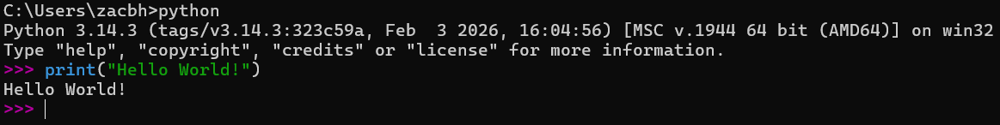 C:\Users\zacbh>python
Python 3.14.3 (tags/v3.14.3:323c59a, Feb  3 2026, 16:04:56) [MSC v.1944 64 bit (AMD64)] on win32
Type "help", "copyright", "credits" or "license" for more information.
>>> print("Hello World!")
Hello World!
>>>